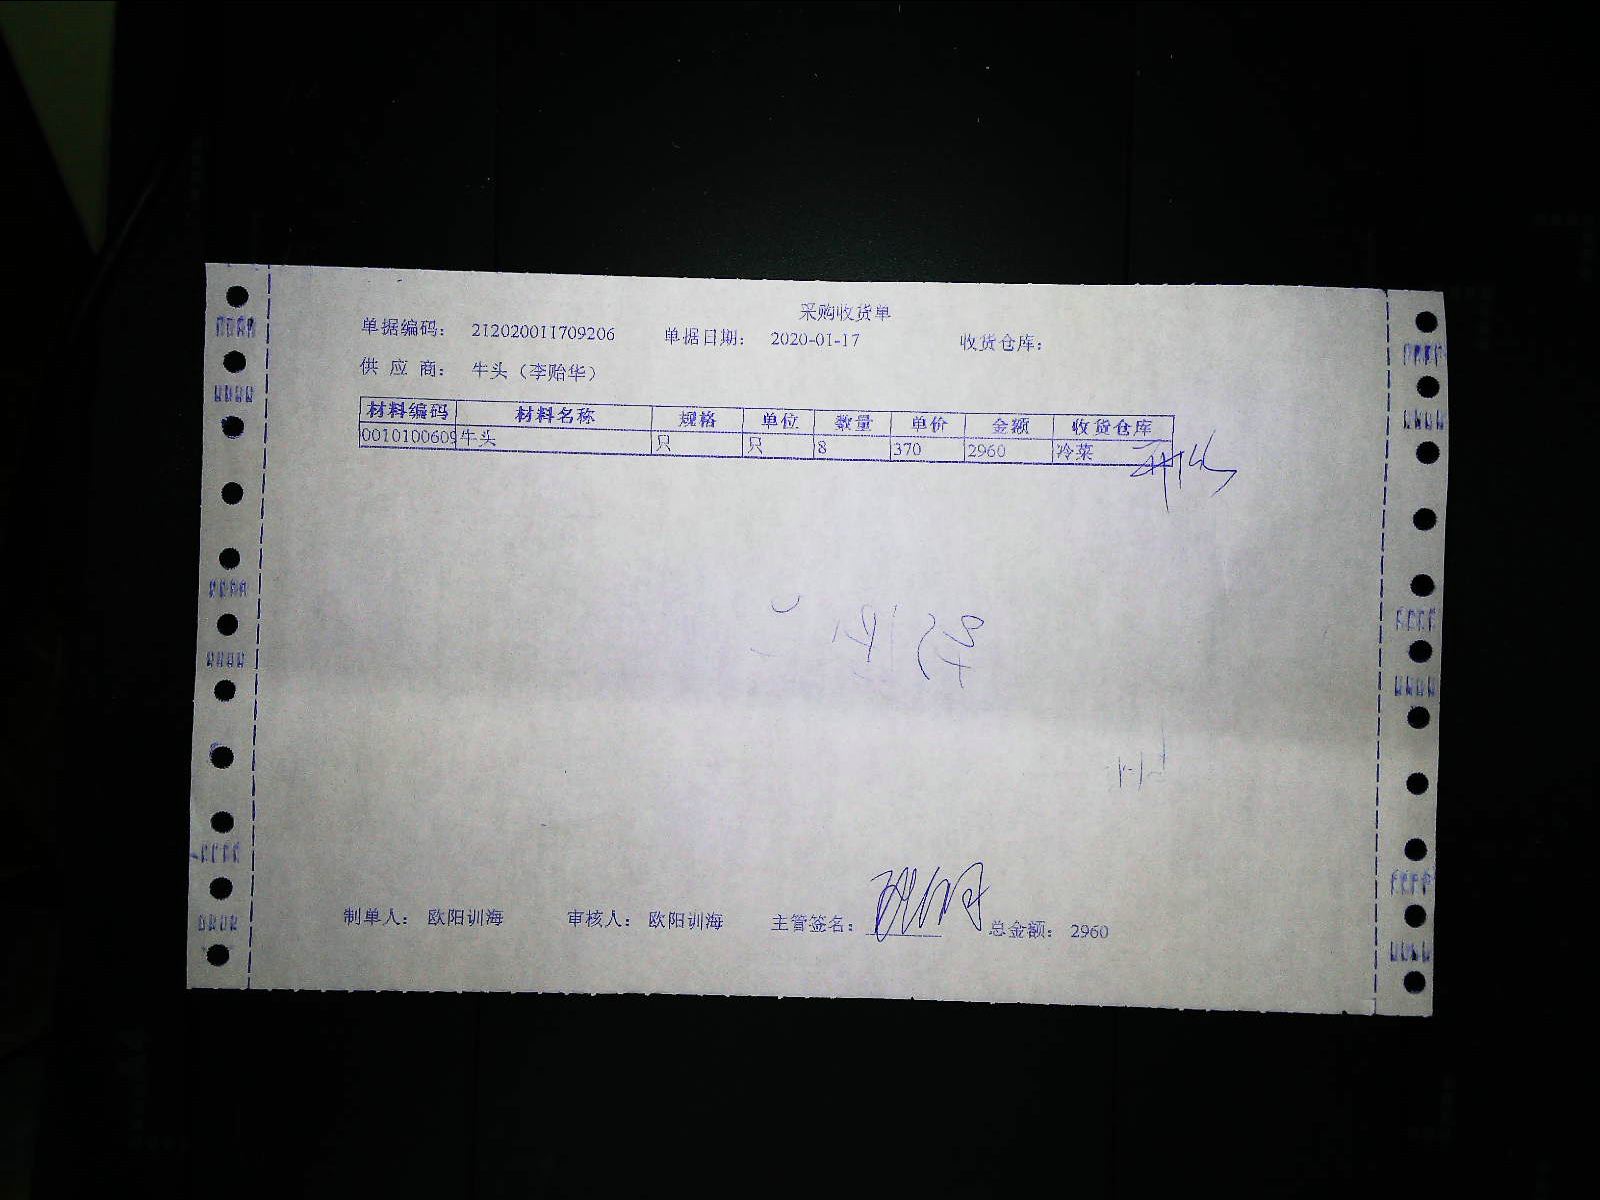 采购收货单
单据编码： 212020011709206 单据日期： 2020-01-17 收货仓库：
供 应 商： 牛头（李贻华）
材料编码 材料名称 规格 单位 数量 单价 金额 收货仓库
0010100609 牛头 只 只 8 370 2960 冷菜
制单人： 欧阳训海 审核人： 欧阳训海 主管签名： 总金额： 2960